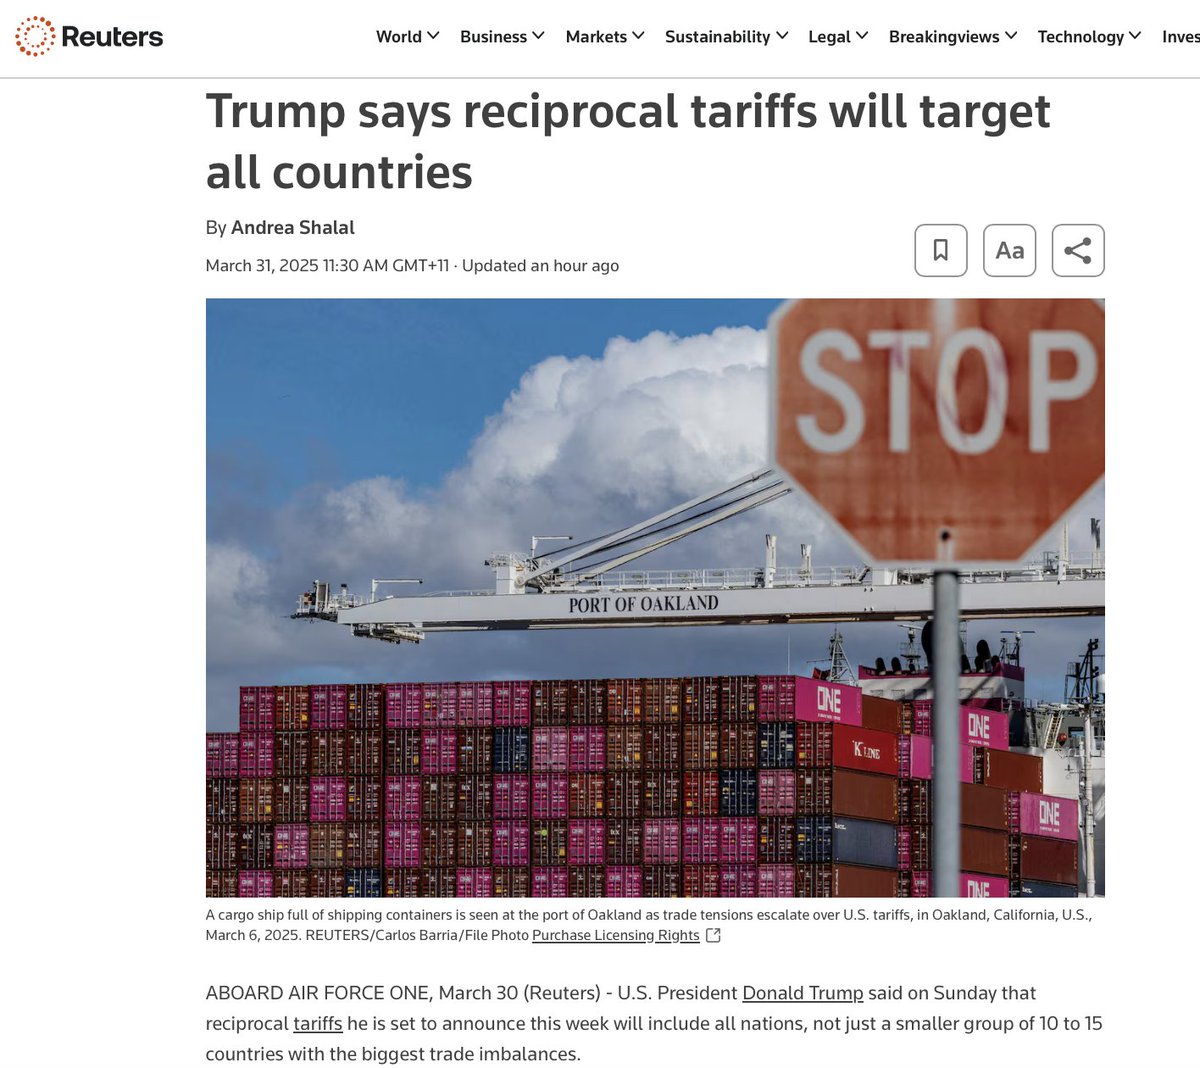 Reuters
World Business Markets Sustainability Legal Breakingviews Technology Inves
Trump says reciprocal tariffs will target
all countries
By Andrea Shalal
March 31, 2025 11:30 AM GMT+11 · Updated an hour ago
Aa
STOP
PORT OF OAKLAND
ONE
ONE
"K" LINE
ONE
ONE
A cargo ship full of shipping containers is seen at the port of Oakland as trade tensions escalate over U.S. tariffs, in Oakland, California, U.S.,
March 6, 2025. REUTERS/Carlos Barria/File Photo Purchase Licensing Rights
ABOARD AIR FORCE ONE, March 30 (Reuters) - U.S. President Donald Trump said on Sunday that
reciprocal tariffs he is set to announce this week will include all nations, not just a smaller group of 10 to 15
countries with the biggest trade imbalances.